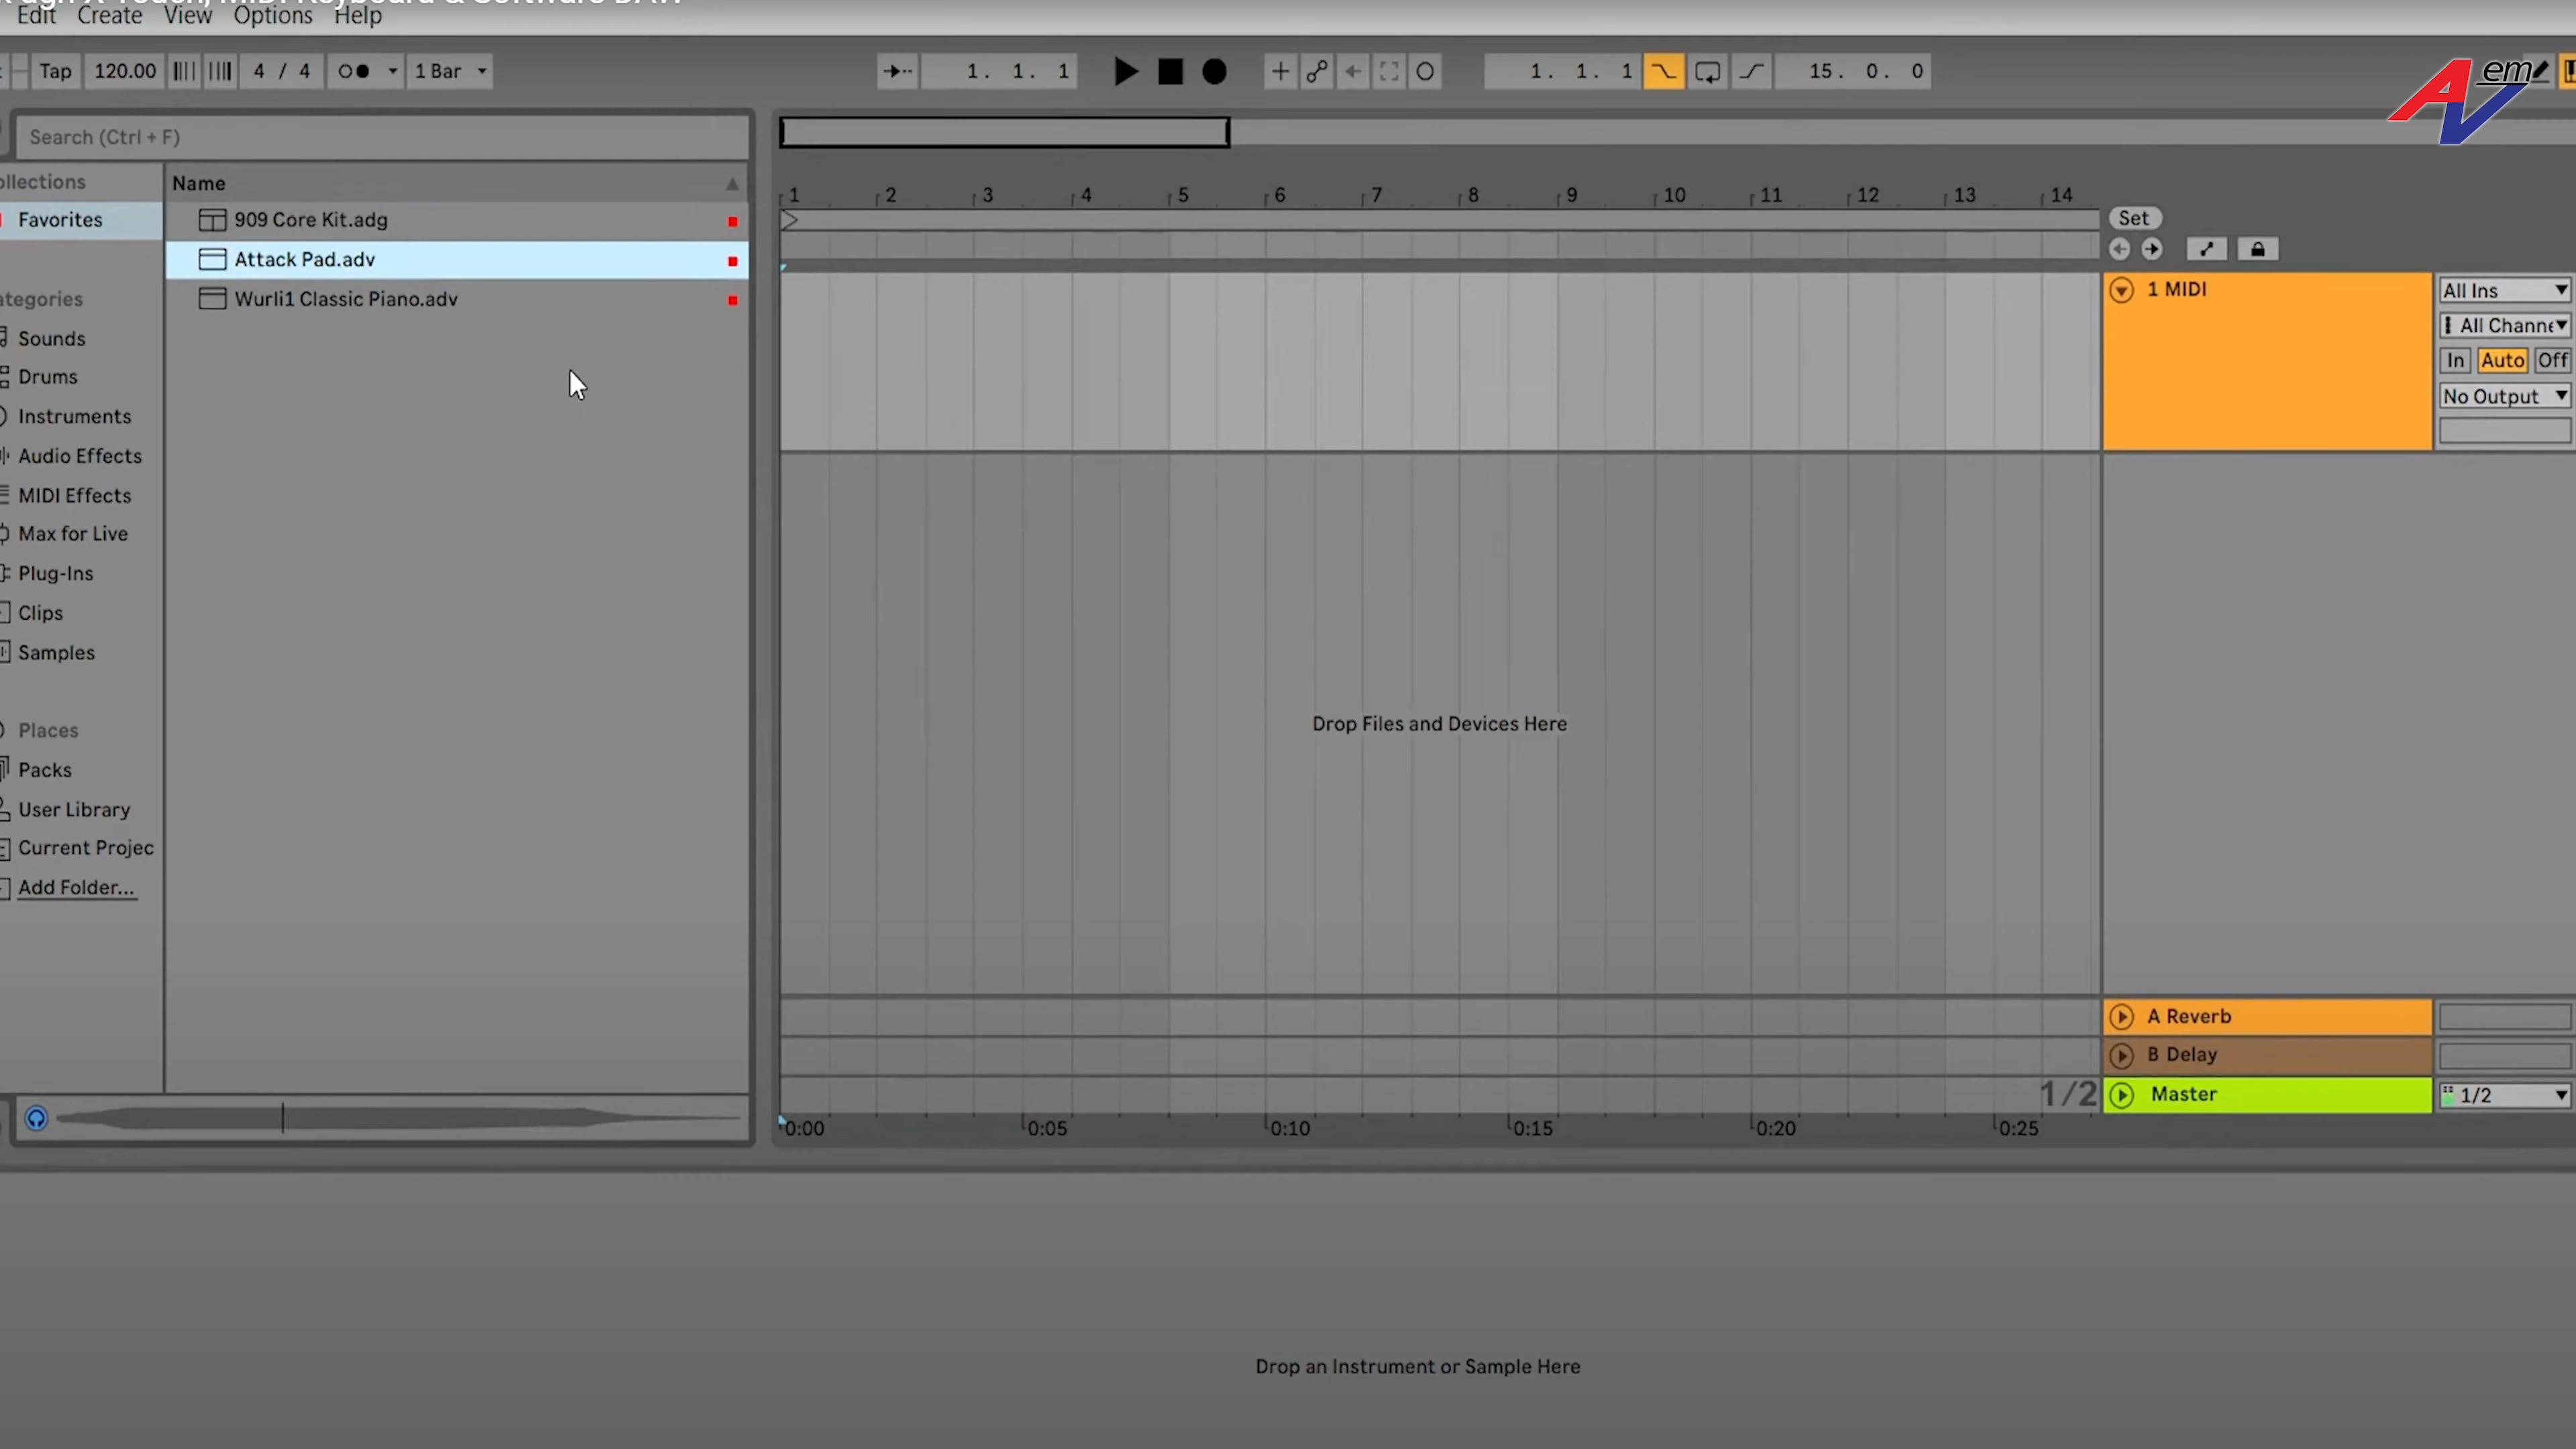 Edit Create View Options Help
Tap 120.00 4 / 4 1 Bar 1. 1. 1 1. 1. 1 15. 0. 0
AV em
Search (Ctrl + F)
Name
Favorites
909 Core Kit.adg
Attack Pad.adv
Wurli1 Classic Piano.adv
Sounds
Drums
Instruments
Audio Effects
MIDI Effects
Max for Live
Plug-Ins
Clips
Samples
Places
Packs
User Library
Current Projec
Add Folder...
1 2 3 4 5 6 7 8 9 10 11 12 13 14
Set
1 MIDI
All Ins
All Channe
In Auto Off
No Output
Drop Files and Devices Here
A Reverb
B Delay
1/2 Master 1/2
0:00 0:05 0:10 0:15 0:20 0:25
Drop an Instrument or Sample Here